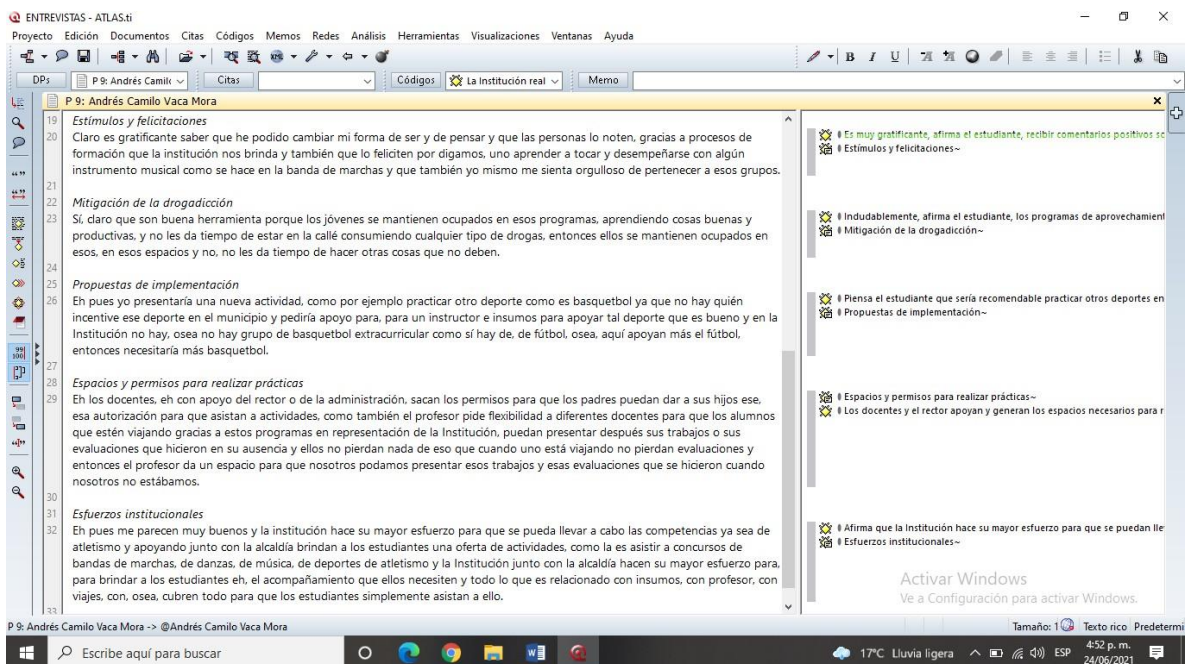 ENTREVISTAS - ATLAS.ti
Proyecto Edición Documentos Citas Códigos Memos Redes Análisis Herramientas Visualizaciones Ventanas Ayuda
B I U
DPs P 9: Andrés Camilo Citas Códigos La Institución real Memo
P 9: Andrés Camilo Vaca Mora
19 Estímulos y felicitaciones
20 Claro es gratificante saber que he podido cambiar mi forma de ser y de pensar y que las personas lo noten, gracias a procesos de
formación que la institución nos brinda y también que lo feliciten por digamos, uno aprender a tocar y desempeñarse con algún
instrumento musical como se hace en la banda de marchas y que también yo mismo me sienta orgulloso de pertenecer a esos grupos.
Es muy gratificante, afirma el estudiante, recibir comentarios positivos
Estímulos y felicitaciones~
21
22 Mitigación de la drogadicción
23 Sí, claro que son buena herramienta porque los jóvenes se mantienen ocupados en esos programas, aprendiendo cosas buenas y
productivas, y no les da tiempo de estar en la callé consumiendo cualquier tipo de drogas, entonces ellos se mantienen ocupados en
esos, en esos espacios y no, no les da tiempo de hacer otras cosas que no deben.
Indudablemente, afirma el estudiante, los programas de aprovechamient
Mitigación de la drogadicción~
24
25 Propuestas de implementación
26 Eh pues yo presentaría una nueva actividad, como por ejemplo practicar otro deporte como es basquetbol ya que no hay quién
incentive ese deporte en el municipio y pediría apoyo para, para un instructor e insumos para apoyar tal deporte que es bueno y en la
Institución no hay, osea no hay grupo de basquetbol extracurricular como sí hay de, de fútbol, osea, aquí apoyan más el fútbol,
entonces necesitaría más basquetbol.
Piensa el estudiante que sería recomendable practicar otros deportes en
Propuestas de implementación~
27
28 Espacios y permisos para realizar prácticas
29 Eh los docentes, eh con apoyo del rector o de la administración, sacan los permisos para que los padres puedan dar a sus hijos ese,
esa autorización para que asistan a actividades, como también el profesor pide flexibilidad a diferentes docentes para que los alumnos
que estén viajando gracias a estos programas en representación de la Institución, puedan presentar después sus trabajos o sus
evaluaciones que hicieron en su ausencia y ellos no pierdan nada de eso que cuando uno está viajando no pierdan evaluaciones y
entonces el profesor da un espacio para que nosotros podamos presentar esos trabajos y esas evaluaciones que se hicieron cuando
nosotros no estábamos.
Espacios y permisos para realizar prácticas~
Los docentes y el rector apoyan y generan los espacios necesarios para r
30
31 Esfuerzos institucionales
32 Eh pues me parecen muy buenos y la institución hace su mayor esfuerzo para que se pueda llevar a cabo las competencias ya sea de
atletismo y apoyando junto con la alcaldía brindan a los estudiantes una oferta de actividades, como la es asistir a concursos de
bandas de marchas, de danzas, de música, de deportes de atletismo y la Institución junto con la alcaldía hacen su mayor esfuerzo para,
para brindar a los estudiantes eh, el acompañamiento que ellos necesiten y todo lo que es relacionado con insumos, con profesor, con
viajes, con, osea, cubren todo para que los estudiantes simplemente asistan a ello.
Afirma que la Institución hace su mayor esfuerzo para que se puedan lle
Esfuerzos institucionales~
33
Activar Windows
Ve a Configuración para activar Windows.
P 9: Andrés Camilo Vaca Mora -> @Andrés Camilo Vaca Mora
Tamaño: 1 Texto rico Predetermi
Escribe aquí para buscar
17°C Lluvia ligera ESP 4:52 p. m.
24/06/2021